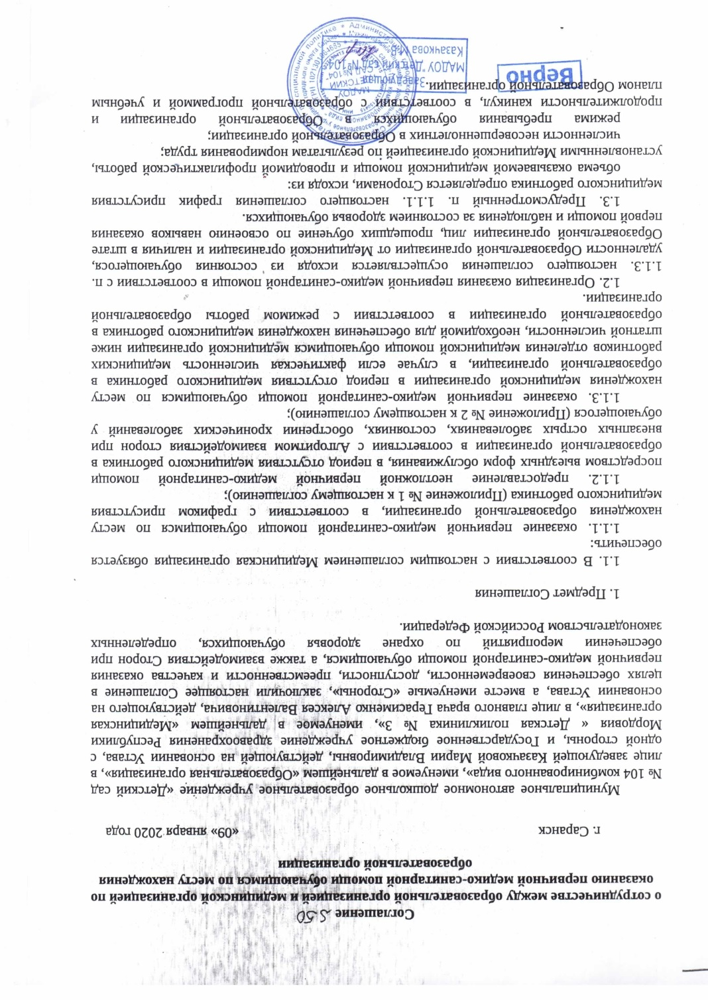 Соглашение 550
о сотрудничестве между образовательной организацией и медицинской организацией по
оказанию первичной медико-санитарной помощи обучающимся по месту нахождения
образовательной организации
г. Саранск «09» января 2020 года
Муниципальное автономное дошкольное образовательное учреждение «Детский сад
№ 104 комбинированного вида», именуемое в дальнейшем «Образовательная организация», в
лице заведующей Казачковой Марии Владимировны, действующей на основании Устава, с
одной стороны, и Государственное бюджетное учреждение здравоохранения Республики
Мордовия « Детская поликлиника № 3», именуемое в дальнейшем «Медицинская
организация», в лице главного врача Герасименко Алексея Валентиновича, действующего на
основании Устава, а вместе именуемые «Стороны», заключили настоящее Соглашение в
целях обеспечения своевременности, доступности, преемственности и качества оказания
первичной медико-санитарной помощи обучающимся, а также взаимодействия Сторон при
обеспечении мероприятий по охране здоровья обучающихся, определенных
законодательством Российской Федерации.
1. Предмет Соглашения
1.1. В соответствии с настоящим соглашением Медицинская организация обязуется
обеспечить:
1.1.1. оказание первичной медико-санитарной помощи обучающимся по месту
нахождения образовательной организации, в соответствии с графиком присутствия
медицинского работника (Приложение № 1 к настоящему соглашению);
1.1.2. предоставление неотложной первичной медико-санитарной помощи
посредством выездных форм обслуживания, в период отсутствия медицинского работника в
образовательной организации в соответствии с Алгоритмом взаимодействия сторон при
внезапных острых заболеваниях, состояниях, обострении хронических заболеваний у
обучающегося (Приложение № 2 к настоящему соглашению);
1.1.3. оказание первичной медико-санитарной помощи обучающимся по месту
нахождения медицинской организации в период отсутствия медицинского работника в
образовательной организации, в случае если фактическая численность медицинских
работников отделения медицинской помощи обучающимся медицинской организации ниже
штатной численности, необходимой для обеспечения нахождения медицинского работника в
образовательной организации в соответствии с режимом работы образовательной
организации.
1.2. Организация оказания первичной медико-санитарной помощи в соответствии с п.
1.1.3. настоящего соглашения осуществляется исходя из состояния обучающегося,
удаленности Образовательной организации от Медицинской организации и наличия в штате
Образовательной организации лиц, прошедших обучение по освоению навыков оказания
первой помощи и наблюдения за состоянием здоровья обучающихся.
1.3. Предусмотренный п. 1.1.1. настоящего соглашения график присутствия
медицинского работника определяется Сторонами, исходя из:
объема оказываемой медицинской помощи и проводимой профилактической работы,
установленными Медицинской организацией по результатам нормирования труда;
численности несовершеннолетних в Образовательной организации;
режима пребывания обучающихся в Образовательной организации и
продолжительности каникул, в соответствии с образовательной программой и учебным
планом Образовательной организации.
Верно
Заведующая
МАДОУ "Детский сад № 104"
Казачкова М.В.
МАДОУ
"ДЕТСКИЙ
САД № 104"